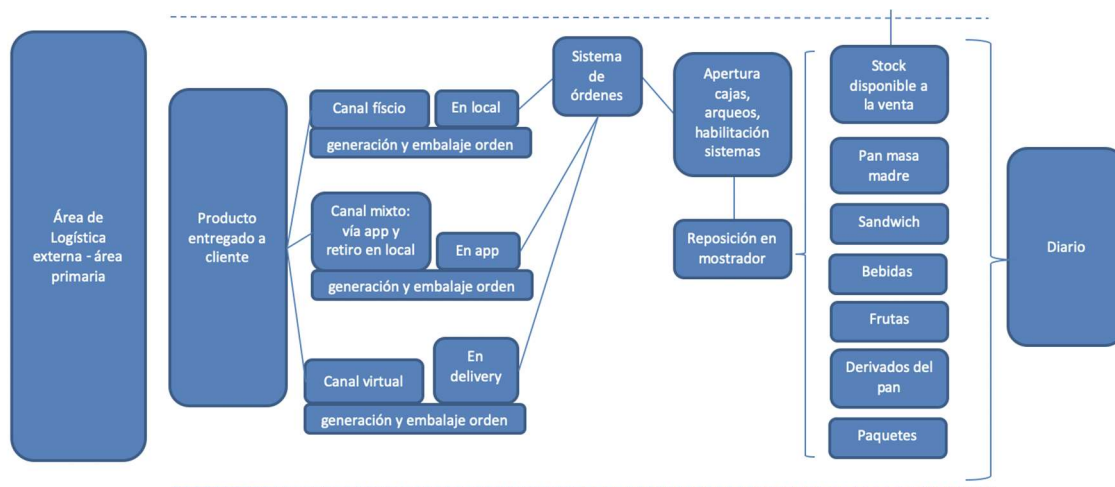 Área de
Logística
externa - área
primaria
Producto
entregado a
cliente
Canal físcio
En local
generación y embalaje orden
Canal mixto:
vía app y
retiro en local
En app
generación y embalaje orden
Canal virtual
En
delivery
generación y embalaje orden
Sistema
de
órdenes
Apertura
cajas,
arqueos,
habilitación
sistemas
Reposición en
mostrador
Stock
disponible a
la venta
Pan masa
madre
Sandwich
Bebidas
Frutas
Derivados del
pan
Paquetes
Diario